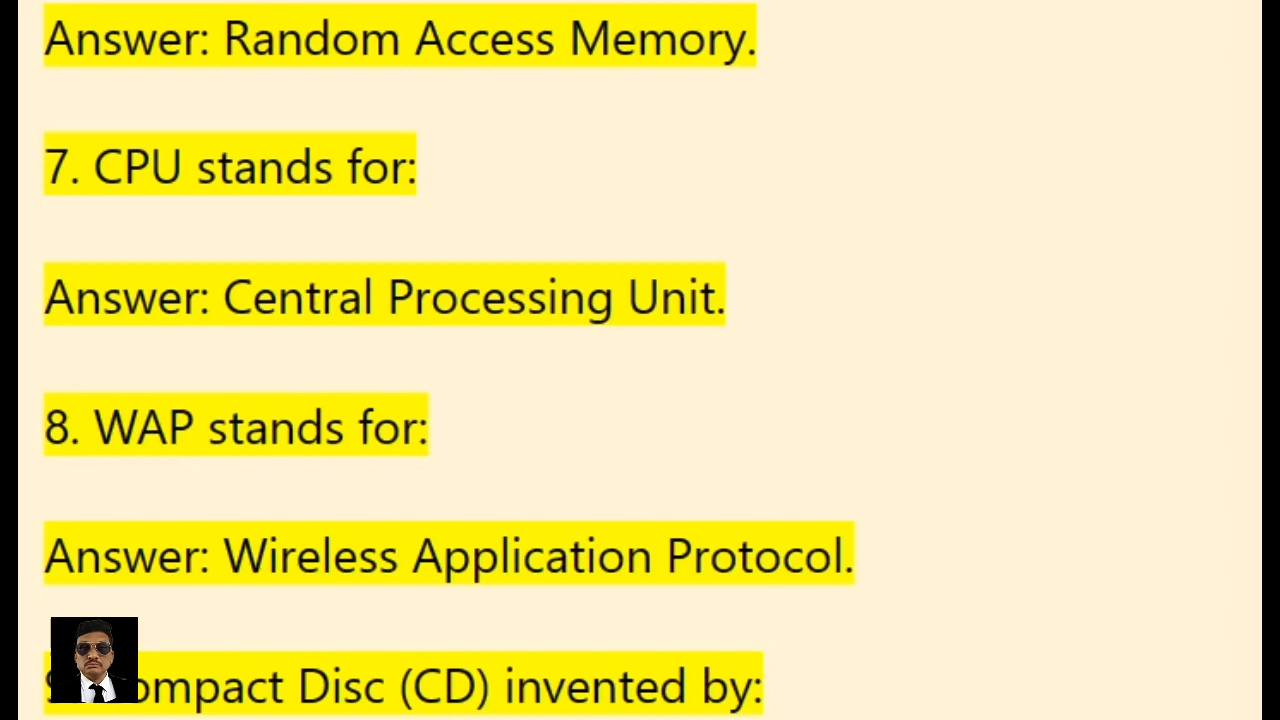 Answer: Random Access Memory.
7. CPU stands for:
Answer: Central Processing Unit.
8. WAP stands for:
Answer: Wireless Application Protocol.
Disc (CD) invented by: